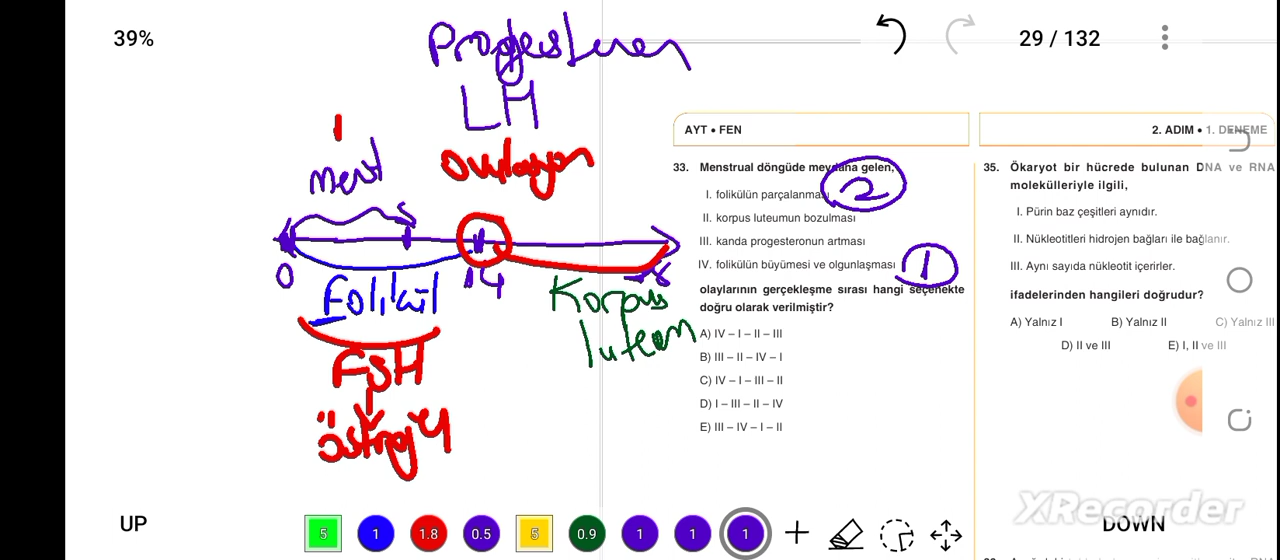 39%
29 / 132
Progesteron
LH
Ovulasyon
menst
0
14
28
Folikül
FSH
östrojen
Korpus
luteum
AYT • FEN
33. Menstrual döngüde meydana gelen,
I. folikülün parçalanması
2
II. korpus luteumun bozulması
III. kanda progesteronun artması
IV. folikülün büyümesi ve olgunlaşması
1
olaylarının gerçekleşme sırası hangi seçenekte
doğru olarak verilmiştir?
A) IV – I – II – III
B) III – II – IV – I
C) IV – I – III – II
D) I – III – II – IV
E) III – IV – I – II
2. ADIM • 1. DENEME
35. Ökaryot bir hücrede bulunan DNA ve RNA
molekülleriyle ilgili,
I. Pürin baz çeşitleri aynıdır.
II. Nükleotitleri hidrojen bağları ile bağlanır.
III. Aynı sayıda nükleotit içerirler.
ifadelerinden hangileri doğrudur?
A) Yalnız I B) Yalnız II C) Yalnız III
D) II ve III E) I, II ve III
XRecorder
UP
5 1 1.8 0.5 5 0.9 1 1 1
DOWN